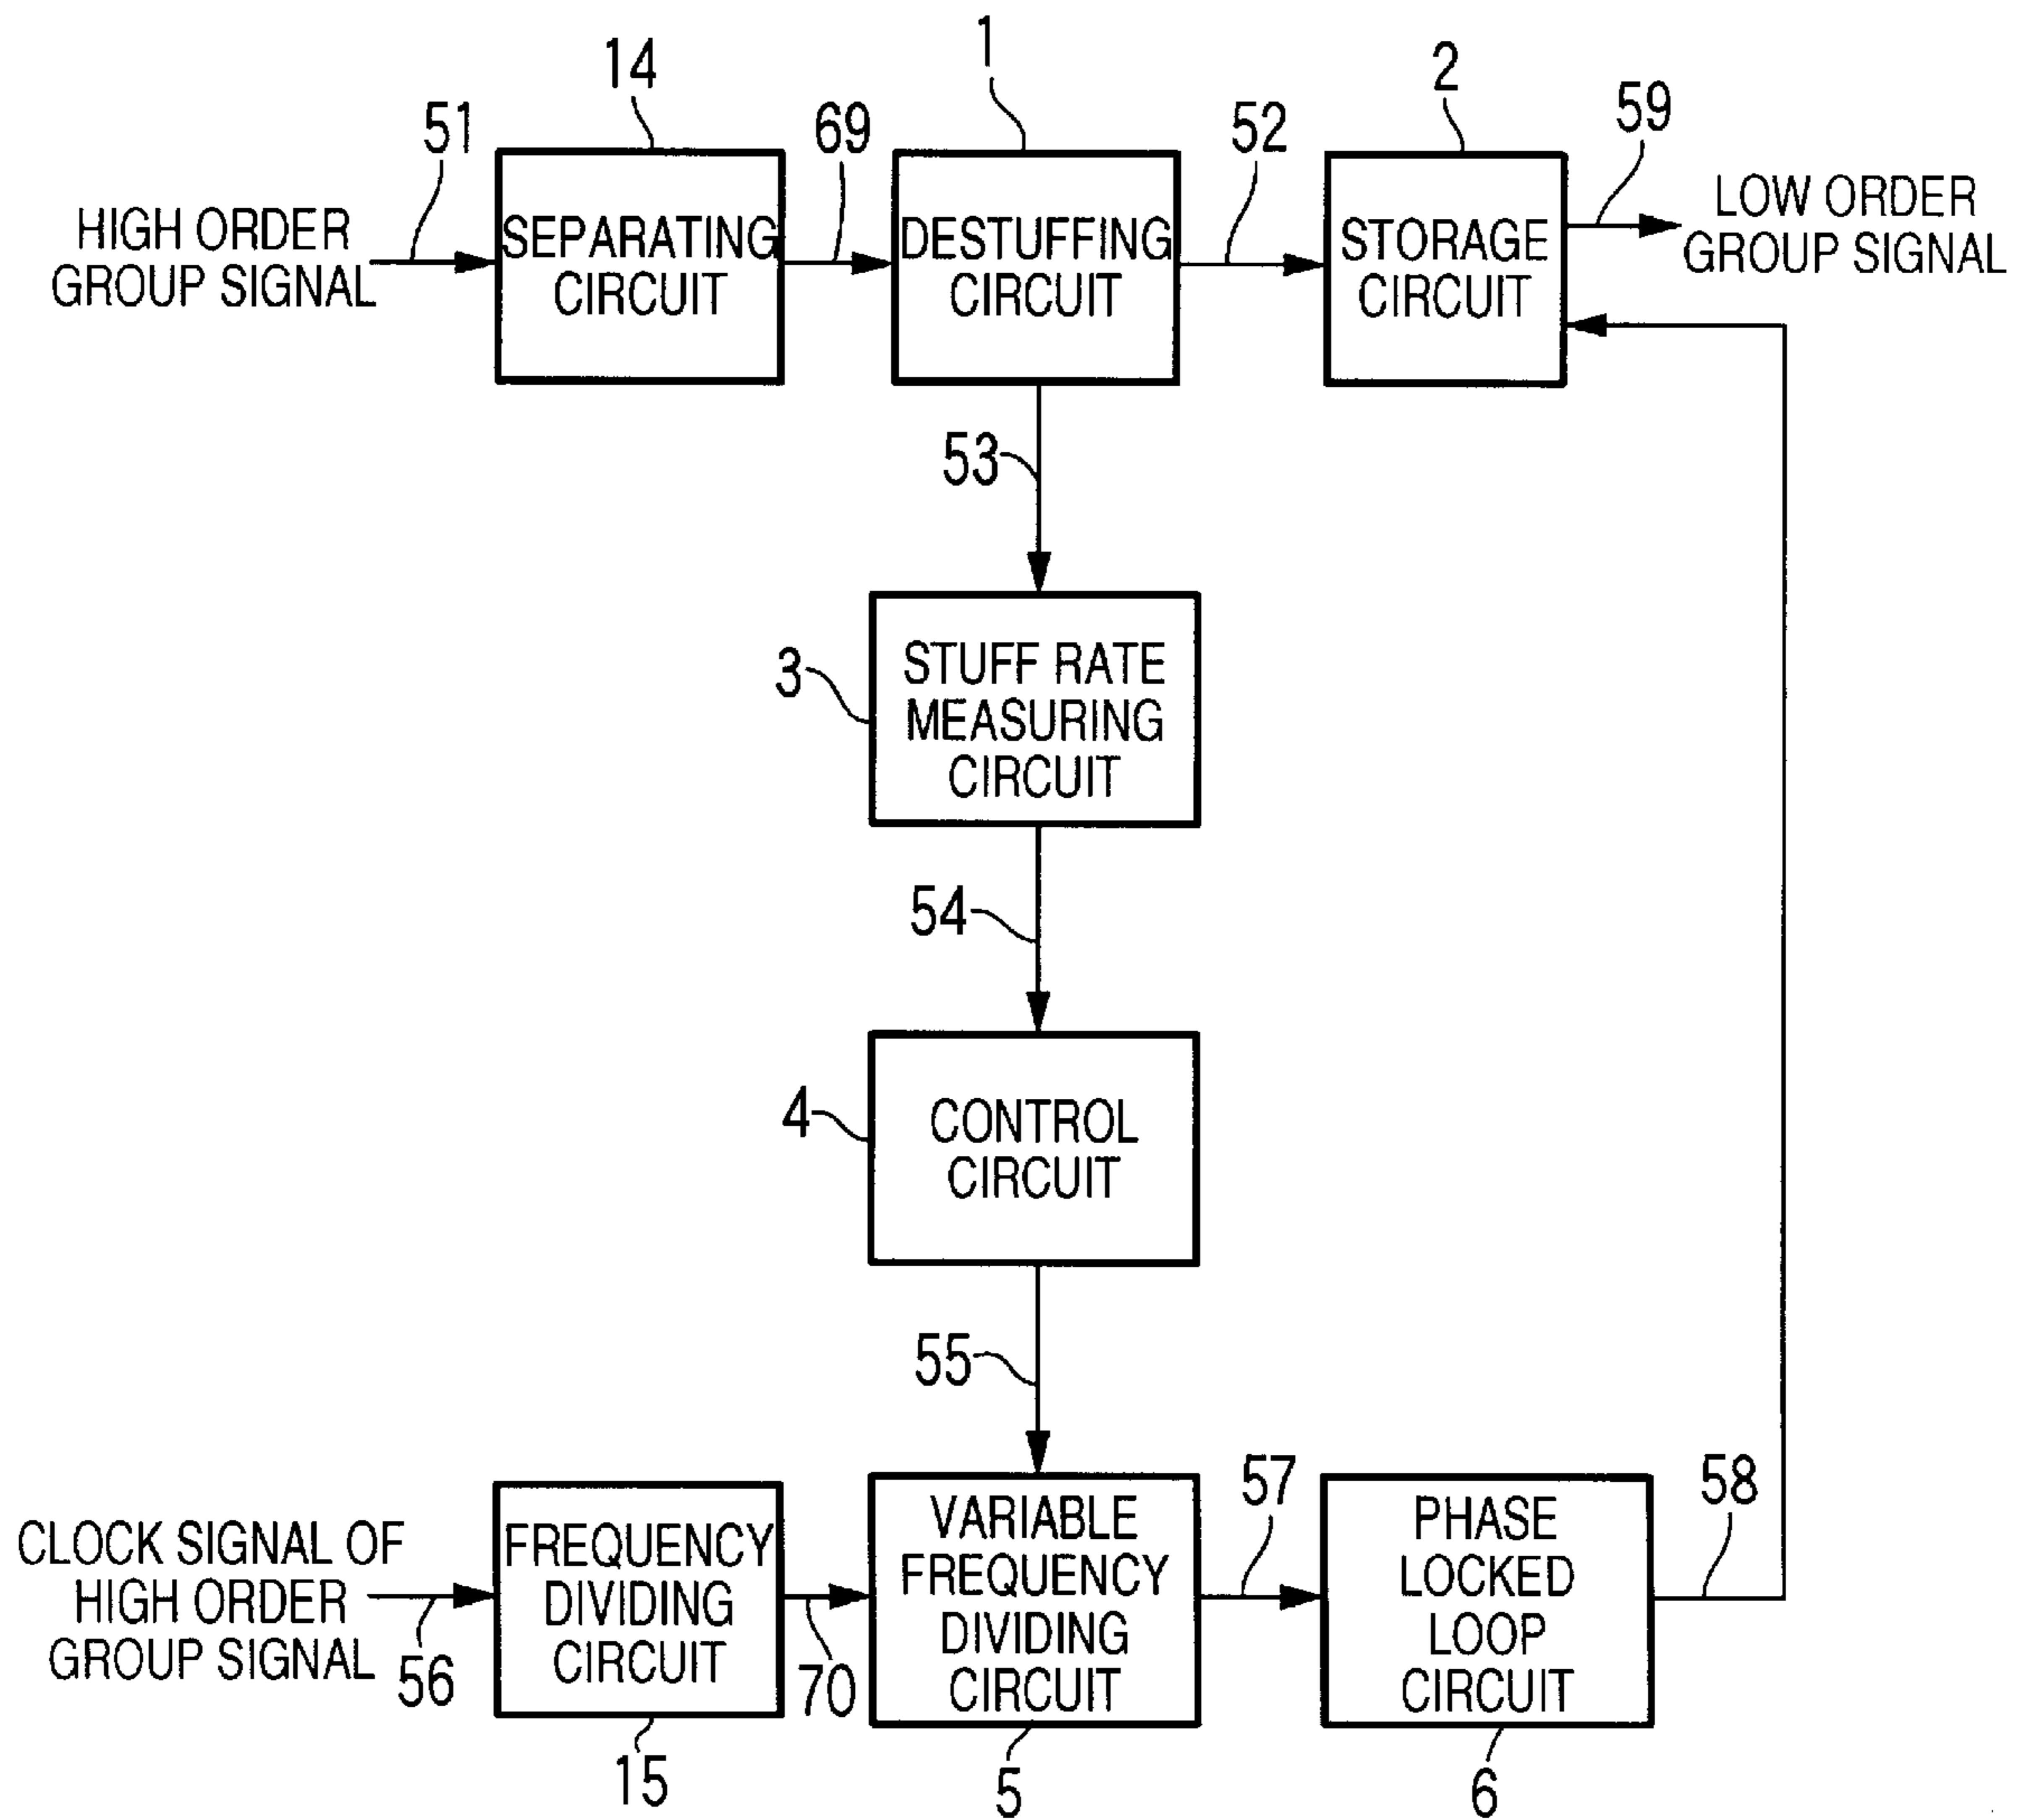 1
14
2
59
51
69
52
HIGH ORDER
GROUP SIGNAL
SEPARATING
CIRCUIT
DESTUFFING
CIRCUIT
STORAGE
CIRCUIT
LOW ORDER
GROUP SIGNAL
53
3
STUFF RATE
MEASURING
CIRCUIT
54
4
CONTROL
CIRCUIT
55
57
58
CLOCK SIGNAL OF
HIGH ORDER
GROUP SIGNAL
56
FREQUENCY
DIVIDING
CIRCUIT
70
VARIABLE
FREQUENCY
DIVIDING
CIRCUIT
PHASE
LOCKED
LOOP
CIRCUIT
15
5
6